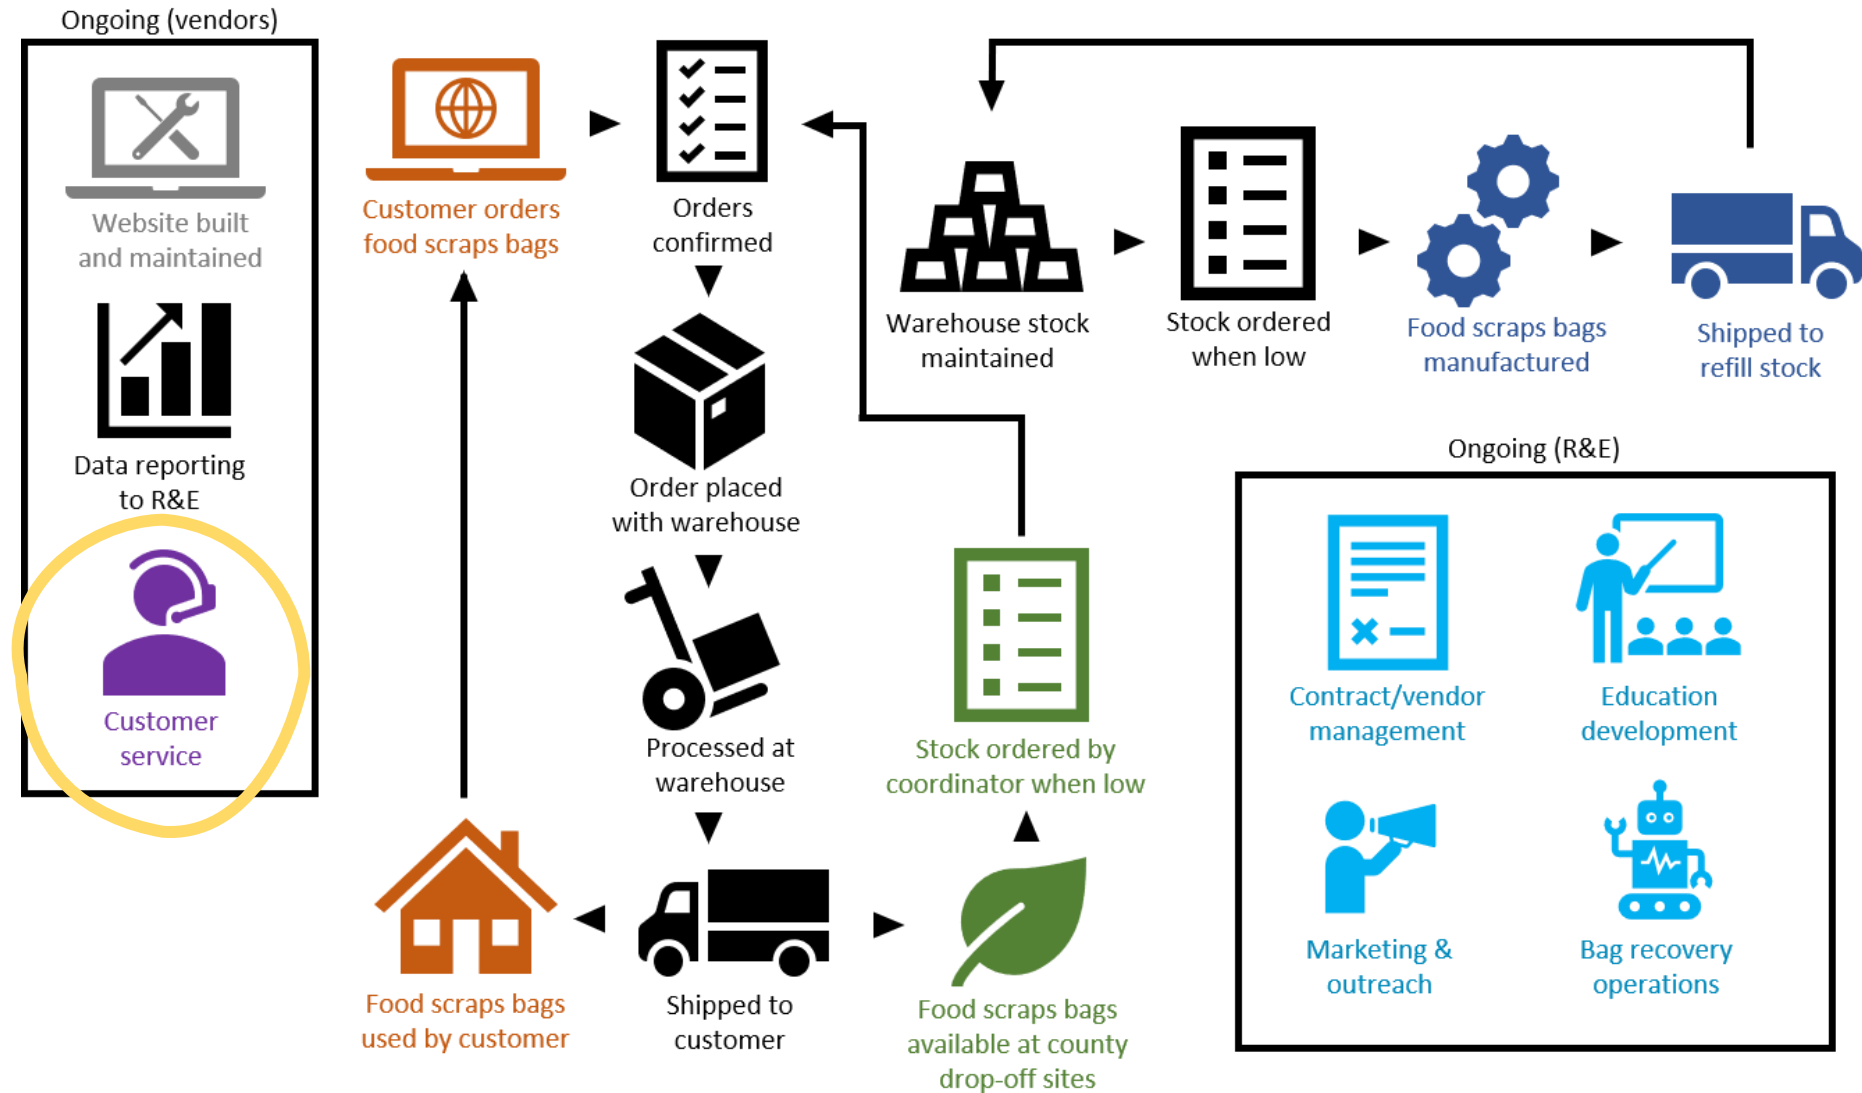 Ongoing (vendors)
Website built
and maintained
Data reporting
to R&E
Customer
service
Customer orders
food scraps bags
Orders
confirmed
Order placed
with warehouse
Processed at
warehouse
Shipped to
customer
Food scraps bags
used by customer
Food scraps bags
available at county
drop-off sites
Stock ordered by
coordinator when low
Warehouse stock
maintained
Stock ordered
when low
Food scraps bags
manufactured
Shipped to
refill stock
Ongoing (R&E)
Contract/vendor
management
Education
development
Marketing &
outreach
Bag recovery
operations